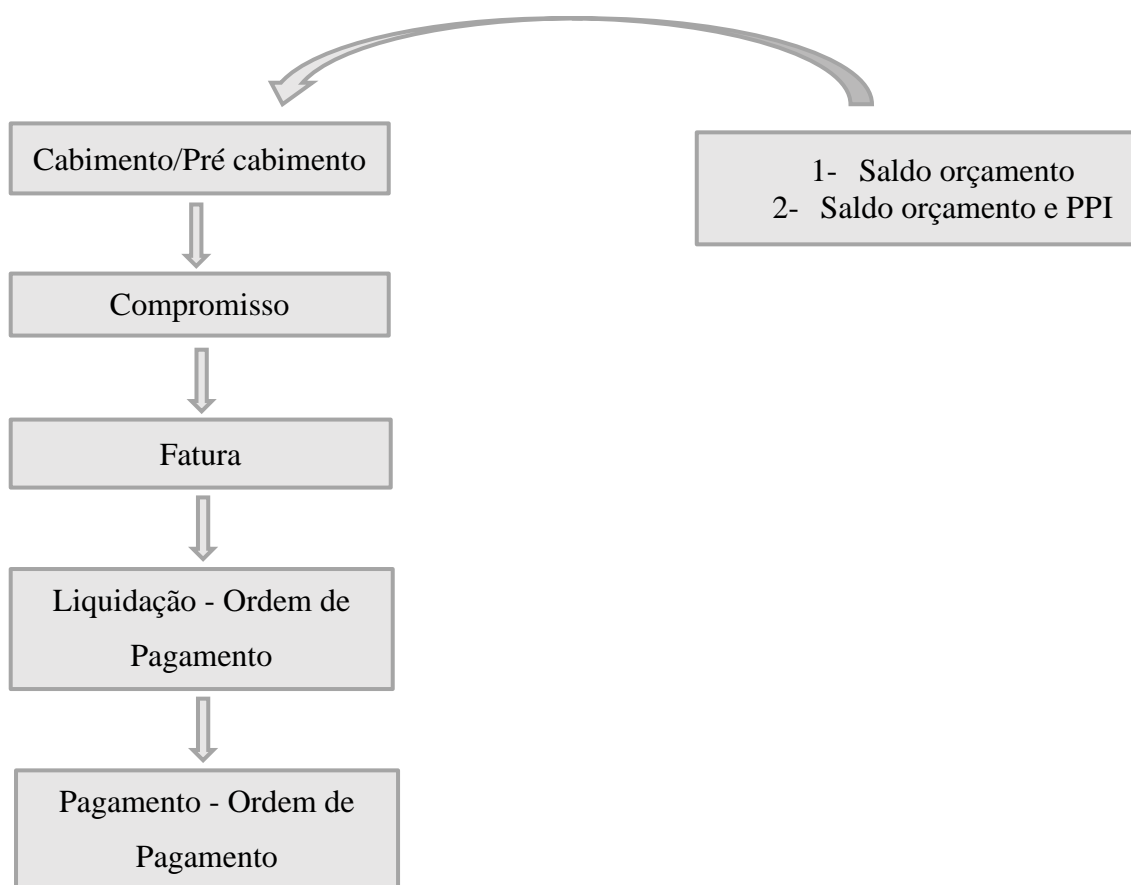 Cabimento/Pré cabimento
1- Saldo orçamento
2- Saldo orçamento e PPI
Compromisso
Fatura
Liquidação - Ordem de
Pagamento
Pagamento - Ordem de
Pagamento